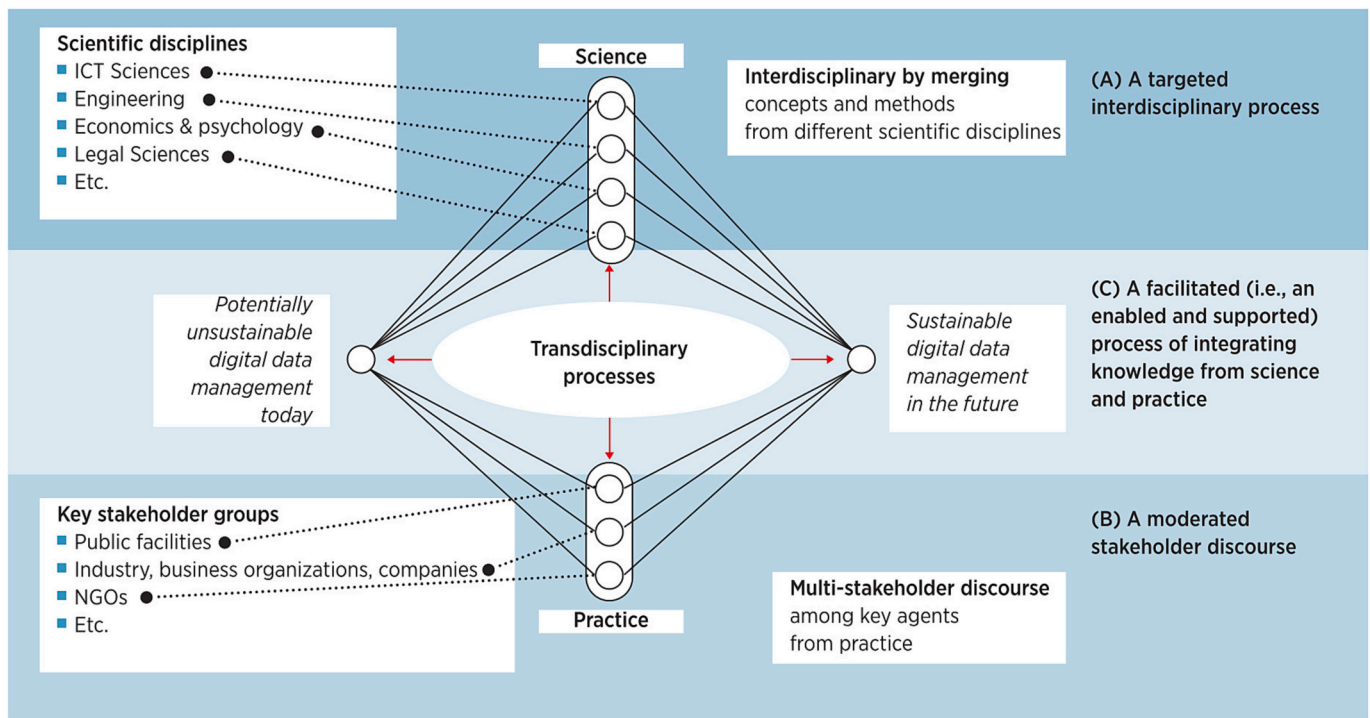 Scientific disciplines
ICT Sciences
Engineering
Economics & psychology
Legal Sciences
Etc.
Science
Interdisciplinary by merging
concepts and methods
from different scientific disciplines
(A) A targeted
interdisciplinary process
Potentially
unsustainable
digital data
management
today
Transdisciplinary
processes
Sustainable
digital data
management
in the future
(C) A facilitated (i.e., an
enabled and supported)
process of integrating
knowledge from science
and practice
Key stakeholder groups
Public facilities
Industry, business organizations, companies
NGOs
Etc.
Practice
Multi-stakeholder discourse
among key agents
from practice
(B) A moderated
stakeholder discourse